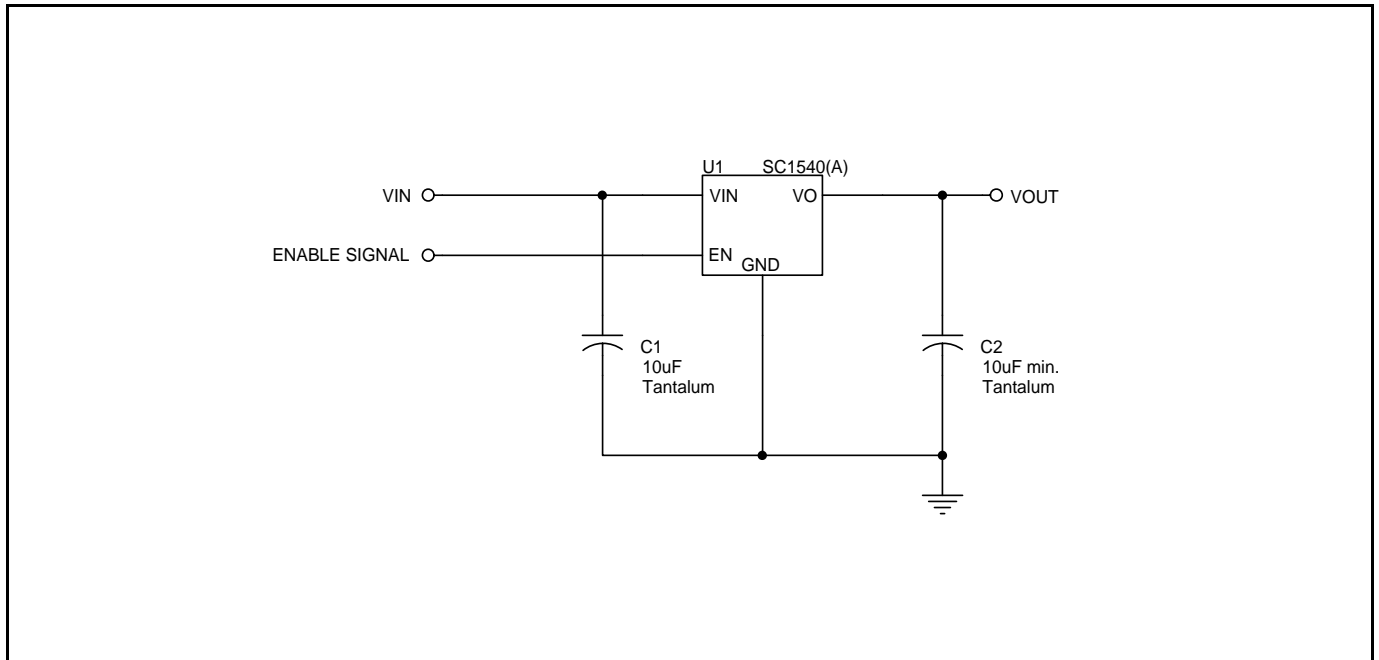 U1 SC1540(A)
VIN VIN VO VOUT
ENABLE SIGNAL EN
GND
C1
10uF
Tantalum
C2
10uF min.
Tantalum